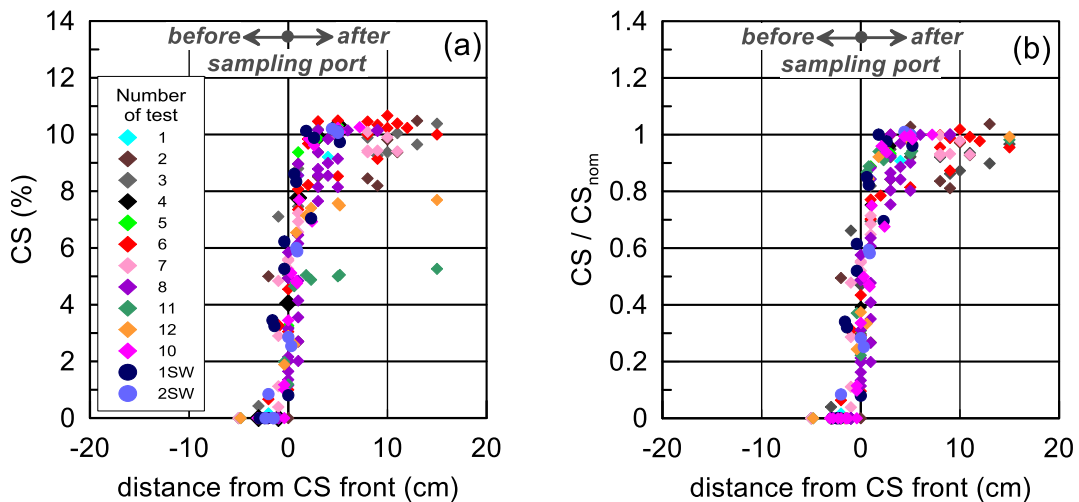 before after (a)
sampling port
14
12
10
8
6
4
2
0
CS (%)
Number
of test
1
2
3
4
5
6
7
8
11
12
10
1SW
2SW
-20 -10 0 10 20
distance from CS front (cm)
before after (b)
sampling port
1.4
1.2
1
0.8
0.6
0.4
0.2
0
CS / CSnom
-20 -10 0 10 20
distance from CS front (cm)